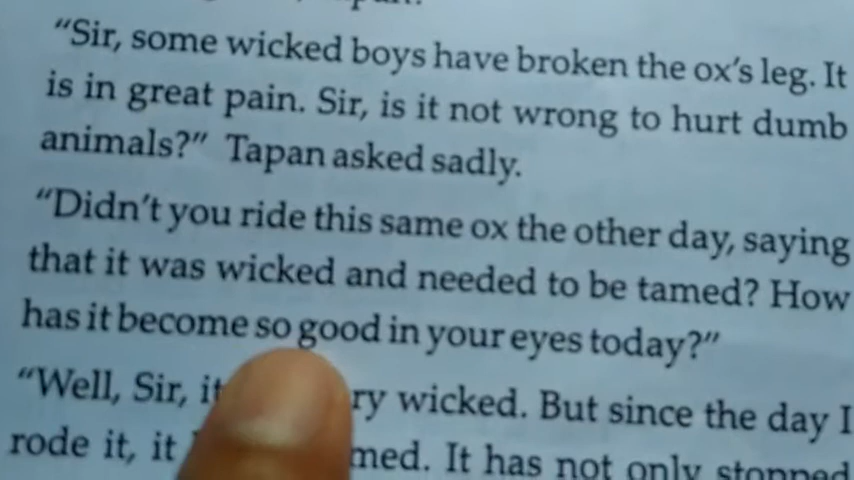 "Sir, some wicked boys have broken the ox's leg. It
is in great pain. Sir, is it not wrong to hurt dumb
animals?" Tapan asked sadly.
"Didn't you ride this same ox the other day, saying
that it was wicked and needed to be tamed? How
has it become so good in your eyes today?"
"Well, Sir, wicked. But since the day I
rode it, it It has not only stopped